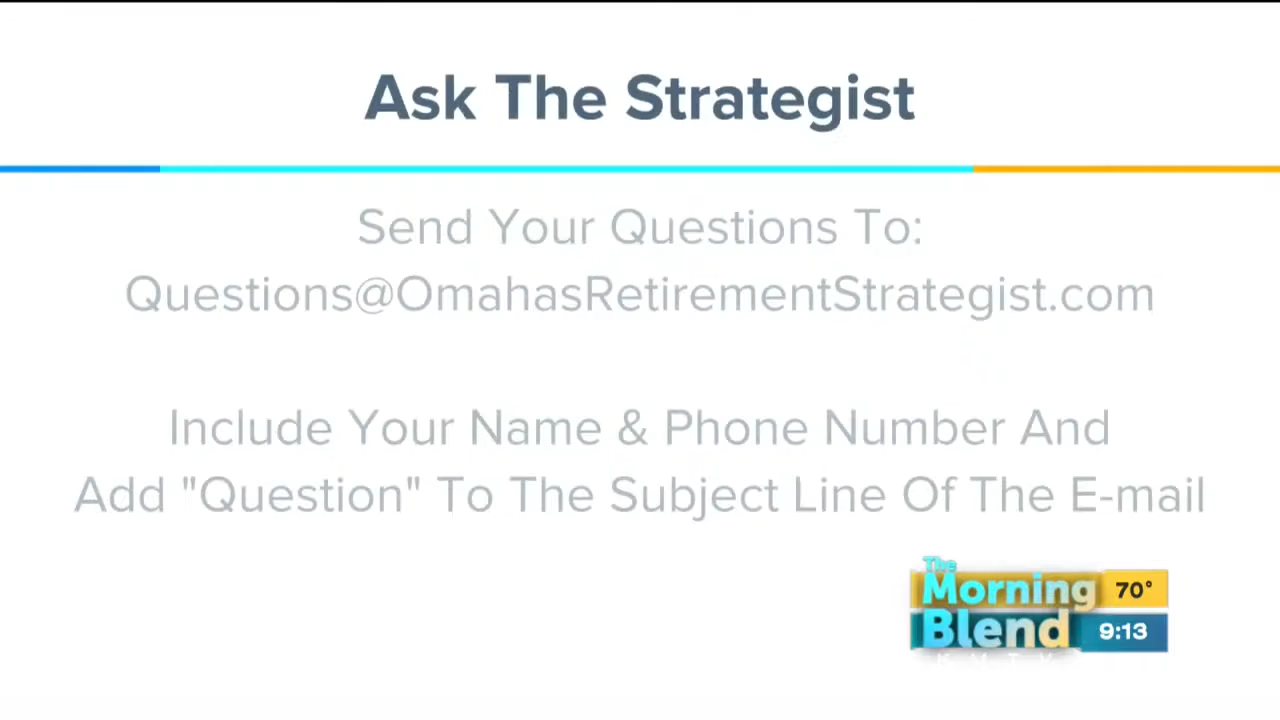 Ask The Strategist
Send Your Questions To:
Questions@OmahasRetirementStrategist.com
Include Your Name & Phone Number And
Add "Question" To The Subject Line Of The E-mail
The
Morning
70°
Blend
9:13